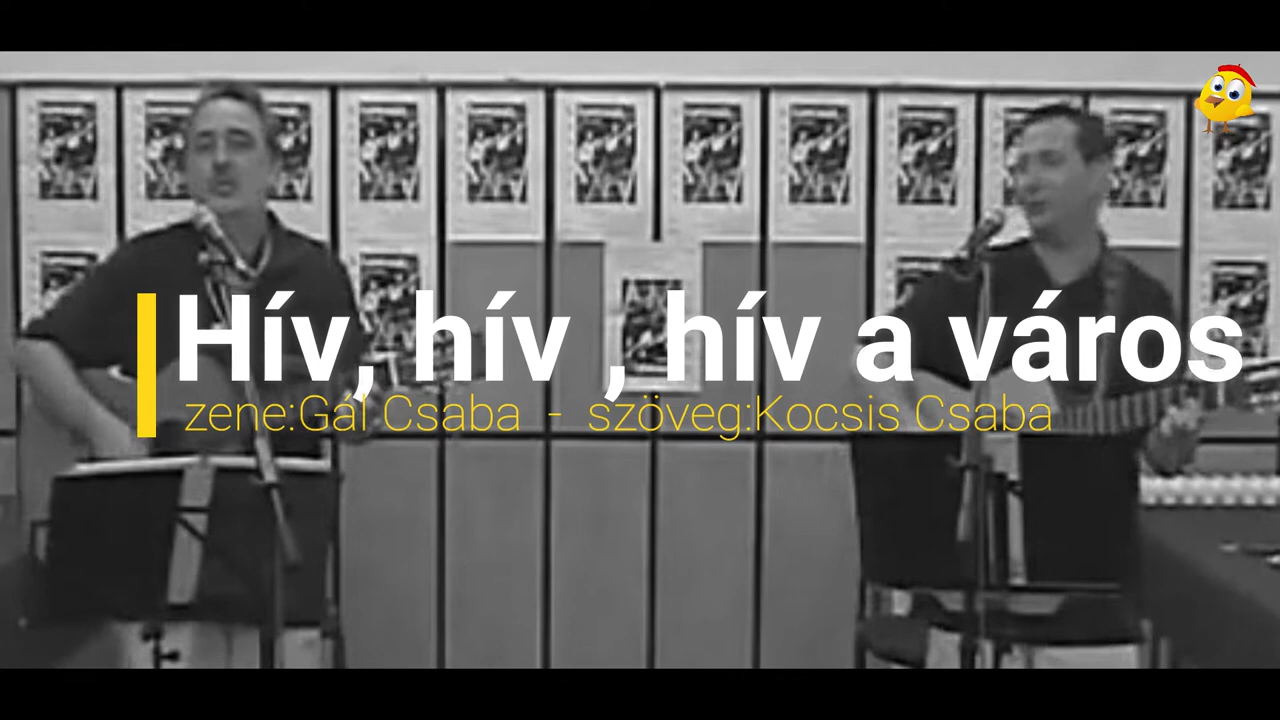 Hív, hív , hív a város
zene:Gál Csaba - szöveg:Kocsis Csaba